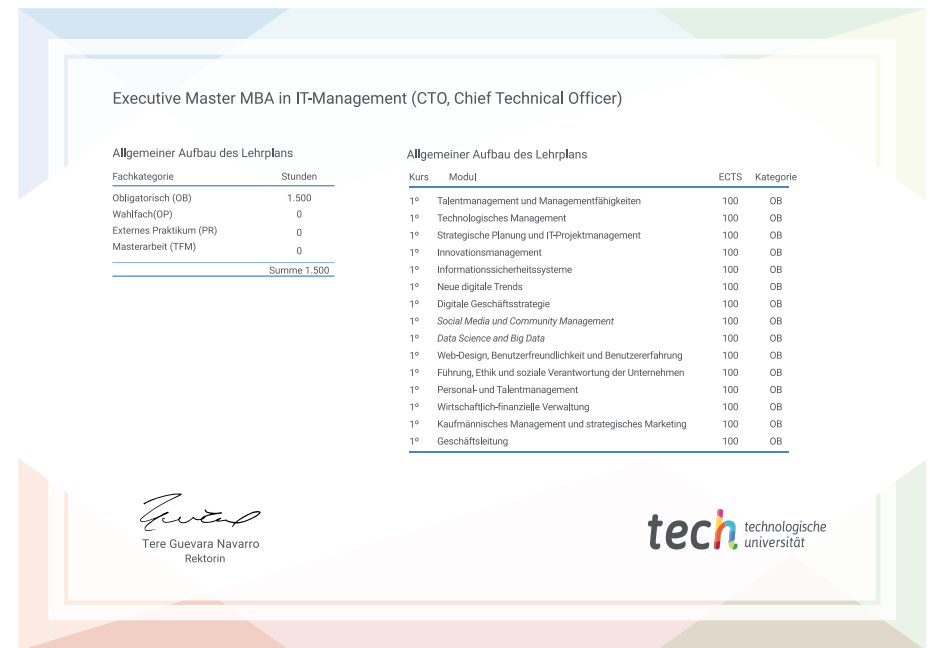 Executive Master MBA in IT-Management (CTO, Chief Technical Officer)
Allgemeiner Aufbau des Lehrplans
Fachkategorie Stunden
Obligatorisch (OB) 1.500
Wahlfach(OP) 0
Externes Praktikum (PR) 0
Masterarbeit (TFM) 0
Summe 1.500
Allgemeiner Aufbau des Lehrplans
Kurs Modul ECTS Kategorie
1º Talentmanagement und Managementfähigkeiten 100 OB
1º Technologisches Management 100 OB
1º Strategische Planung und IT-Projektmanagement 100 OB
1º Innovationsmanagement 100 OB
1º Informationssicherheitssysteme 100 OB
1º Neue digitale Trends 100 OB
1º Digitale Geschäftsstrategie 100 OB
1º Social Media und Community Management 100 OB
1º Data Science and Big Data 100 OB
1º Web-Design, Benutzerfreundlichkeit und Benutzererfahrung 100 OB
1º Führung, Ethik und soziale Verantwortung der Unternehmen 100 OB
1º Personal- und Talentmanagement 100 OB
1º Wirtschaftlich-finanzielle Verwaltung 100 OB
1º Kaufmännisches Management und strategisches Marketing 100 OB
1º Geschäftsleitung 100 OB
Tere Guevara Navarro
Rektorin
tech technologische
universität